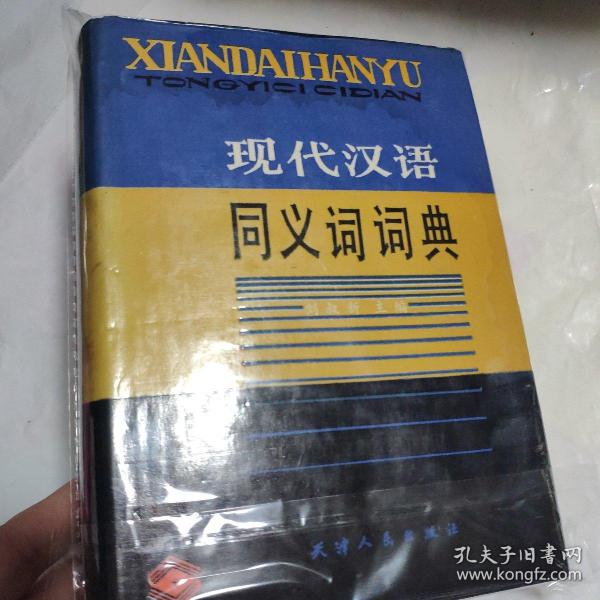 XIANDAIHANYU
TONGYICI CIDIAN
现代汉语
同义词词典
刘叔新 主编
天津人民出版社
孔夫子旧书网
www.kongfz.com